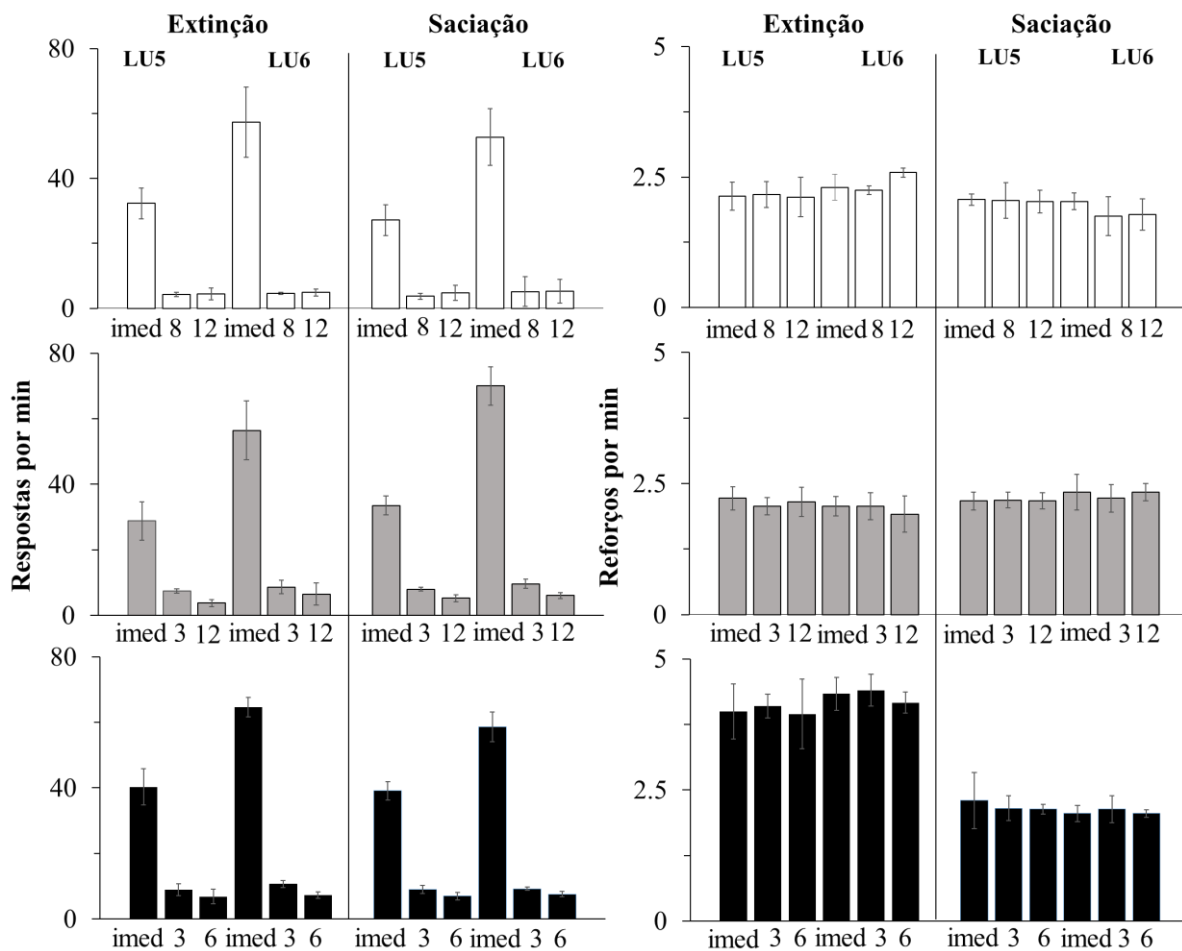 Extinção Saciação Extinção Saciação
80 LU5 LU6 LU5 LU6 5 LU5 LU6 LU5 LU6
40 2.5
0 0
imed 8 12 imed 8 12 imed 8 12 imed 8 12 imed 8 12 imed 8 12 imed 8 12 imed 8 12
80 5
Respostas por min
40
Reforços por min
2.5
0 0
imed 3 12 imed 3 12 imed 3 12 imed 3 12 imed 3 12 imed 3 12 imed 3 12 imed 3 12
80 5
40 2.5
0 0
imed 3 6 imed 3 6 imed 3 6 imed 3 6 imed 3 6 imed 3 6 imed 3 6 imed 3 6